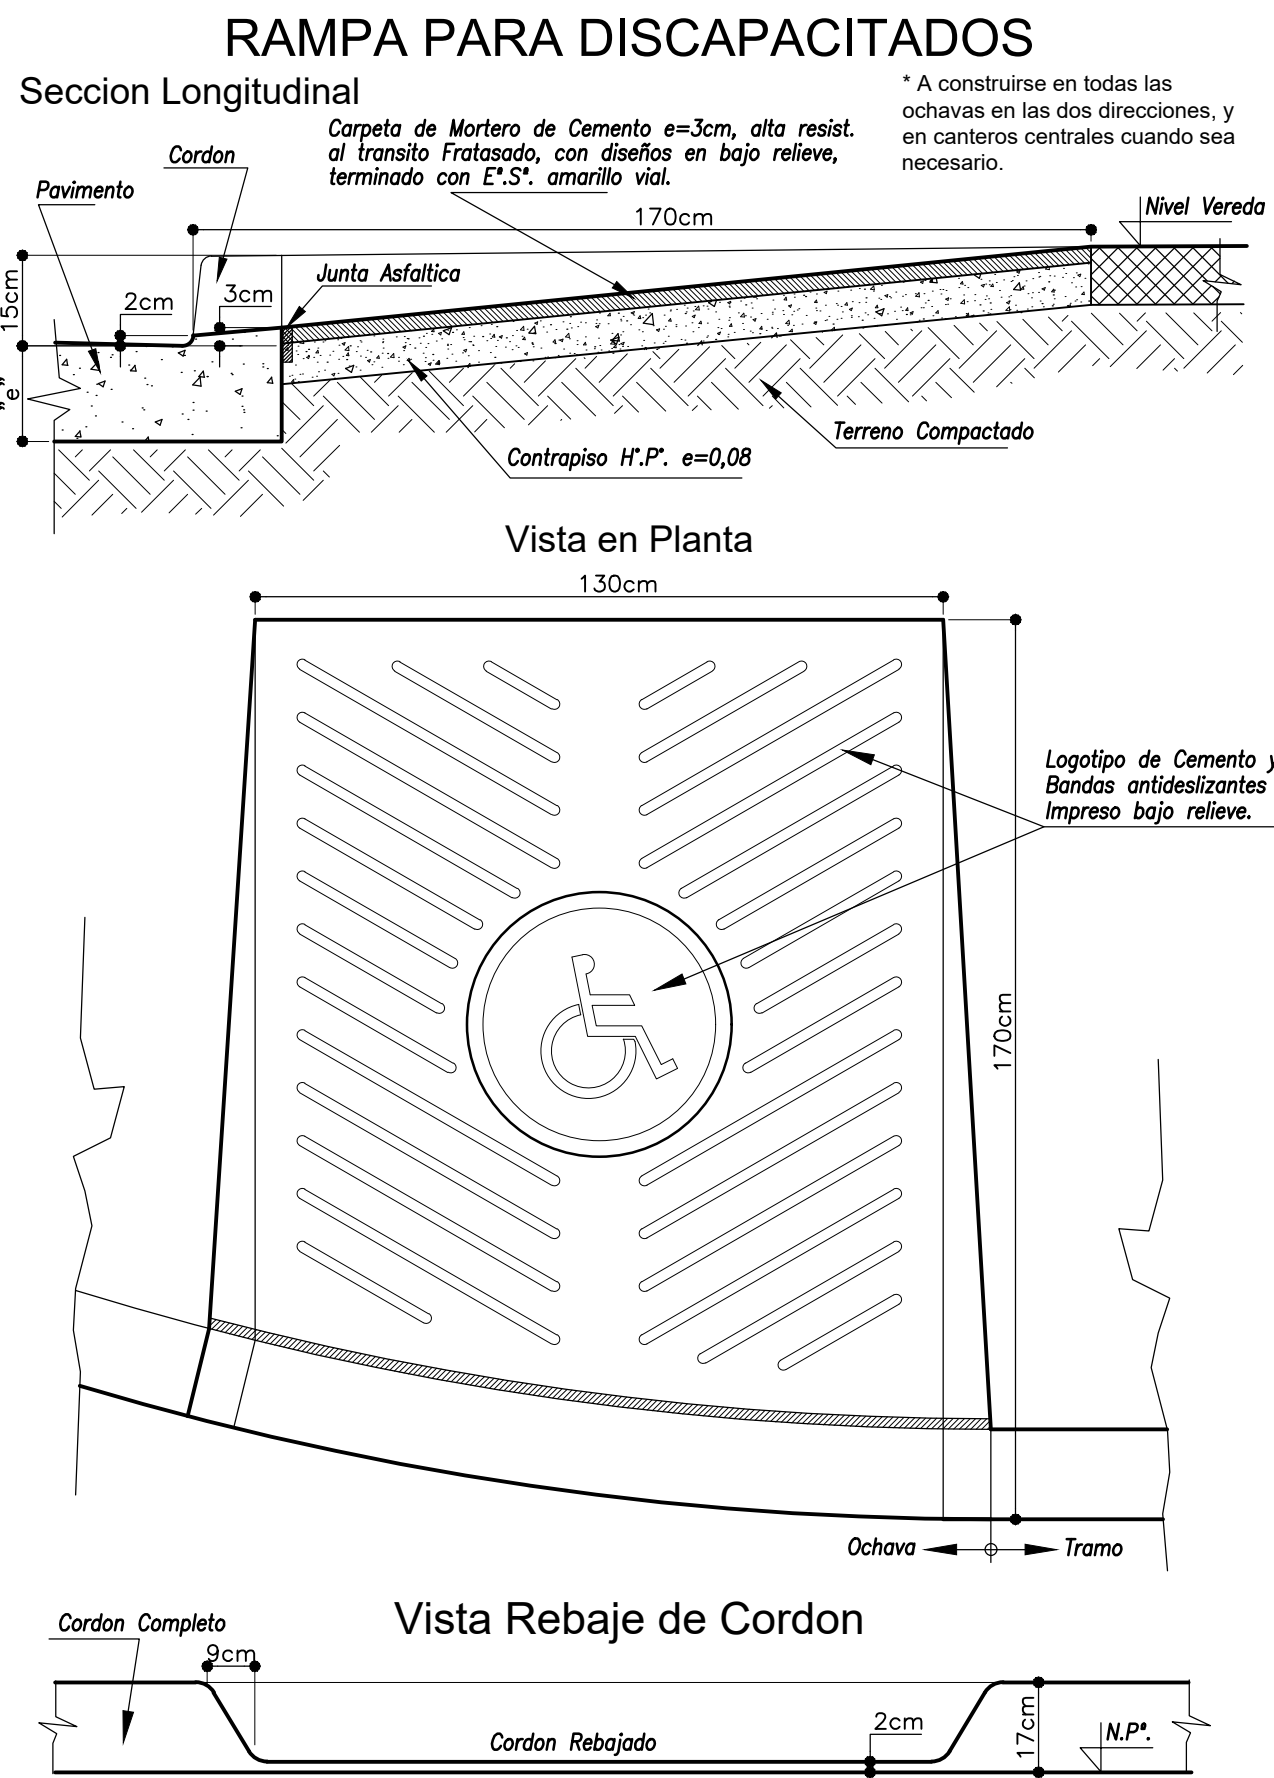 RAMPA PARA DISCAPACITADOS
Seccion Longitudinal
* A construirse en todas las
ochavas en las dos direcciones, y
en canteros centrales cuando sea
necesario.
Carpeta de Mortero de Cemento e=3cm, alta resist.
al transito Fratasado, con diseños en bajo relieve,
terminado con Eª.Sª. amarillo vial.
Cordon
Pavimento
170cm
Nivel Vereda
Junta Asfaltica
15cm
2cm
3cm
"e"
Terreno Compactado
Contrapiso H°.P°. e=0,08
Vista en Planta
130cm
Logotipo de Cemento y
Bandas antideslizantes
Impreso bajo relieve.
170cm
Ochava
Tramo
Vista Rebaje de Cordon
Cordon Completo
9cm
2cm
Cordon Rebajado
17cm
N.Pª.